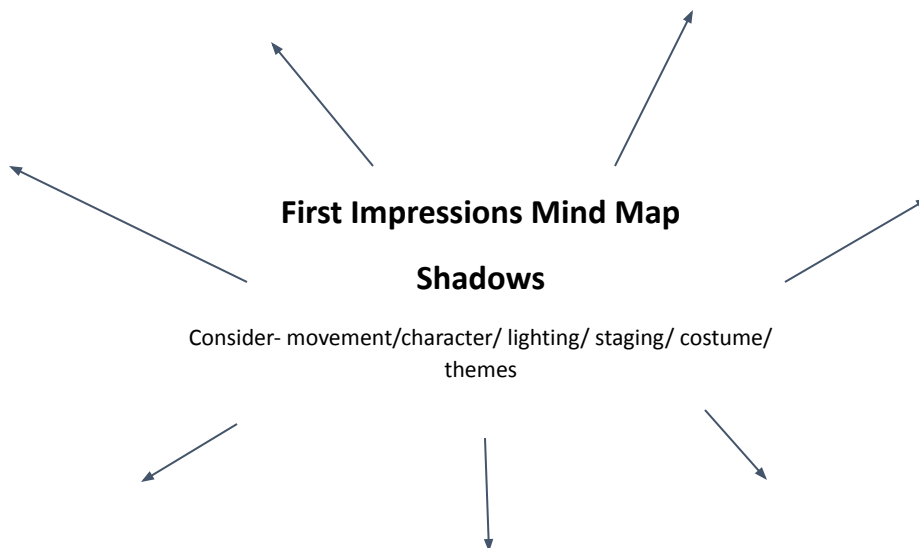 First Impressions Mind Map
Shadows
Consider- movement/character/ lighting/ staging/ costume/
themes